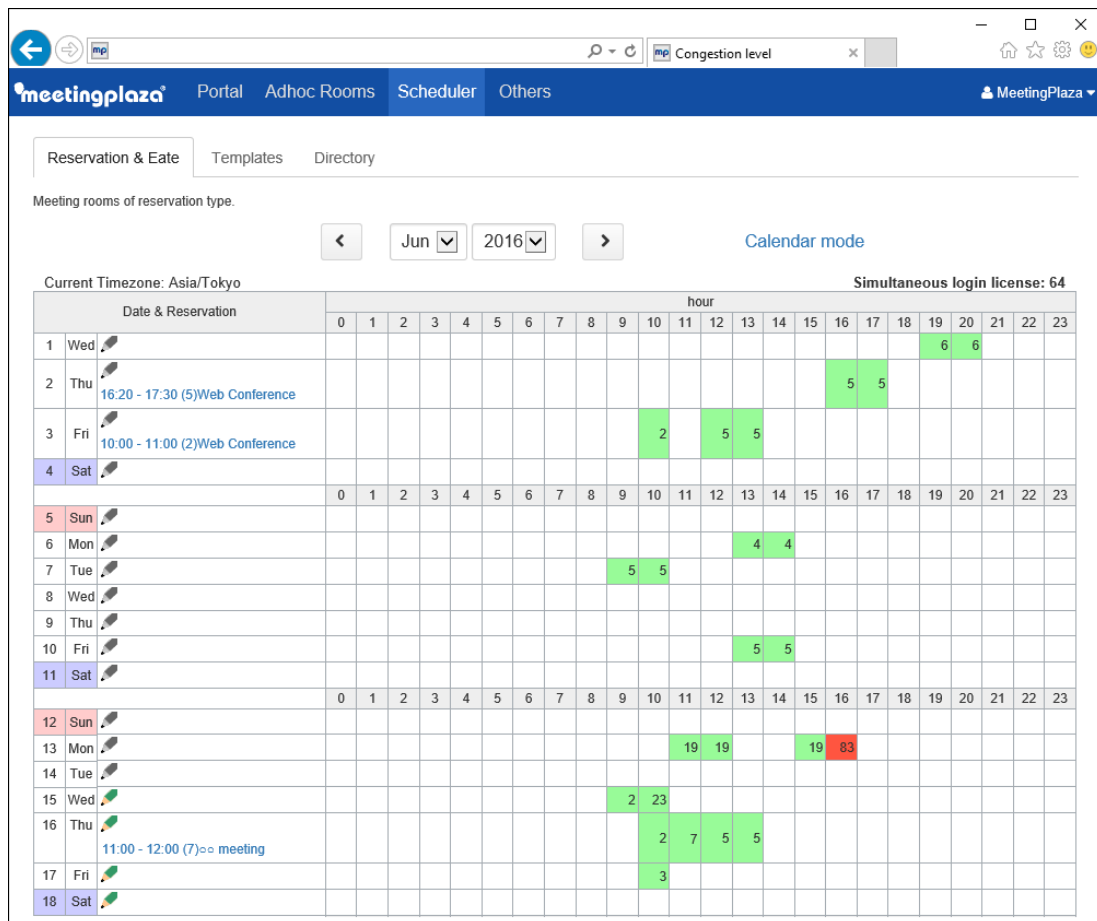 mp
mp Congestion level
meetingplaza Portal Adhoc Rooms Scheduler Others MeetingPlaza
Reservation & Eate Templates Directory
Meeting rooms of reservation type.
Jun 2016 Calendar mode
Current Timezone: Asia/Tokyo Simultaneous login license: 64
Date & Reservation hour
0 1 2 3 4 5 6 7 8 9 10 11 12 13 14 15 16 17 18 19 20 21 22 23
1 Wed 6 6
2 Thu 5 5
16:20 - 17:30 (5)Web Conference
3 Fri 2 5 5
10:00 - 11:00 (2)Web Conference
4 Sat
0 1 2 3 4 5 6 7 8 9 10 11 12 13 14 15 16 17 18 19 20 21 22 23
5 Sun
6 Mon 4 4
7 Tue 5 5
8 Wed
9 Thu
10 Fri 5 5
11 Sat
0 1 2 3 4 5 6 7 8 9 10 11 12 13 14 15 16 17 18 19 20 21 22 23
12 Sun
13 Mon 19 19 19 83
14 Tue
15 Wed 2 23
16 Thu 2 7 5 5
11:00 - 12:00 (7)○○ meeting
17 Fri 3
18 Sat